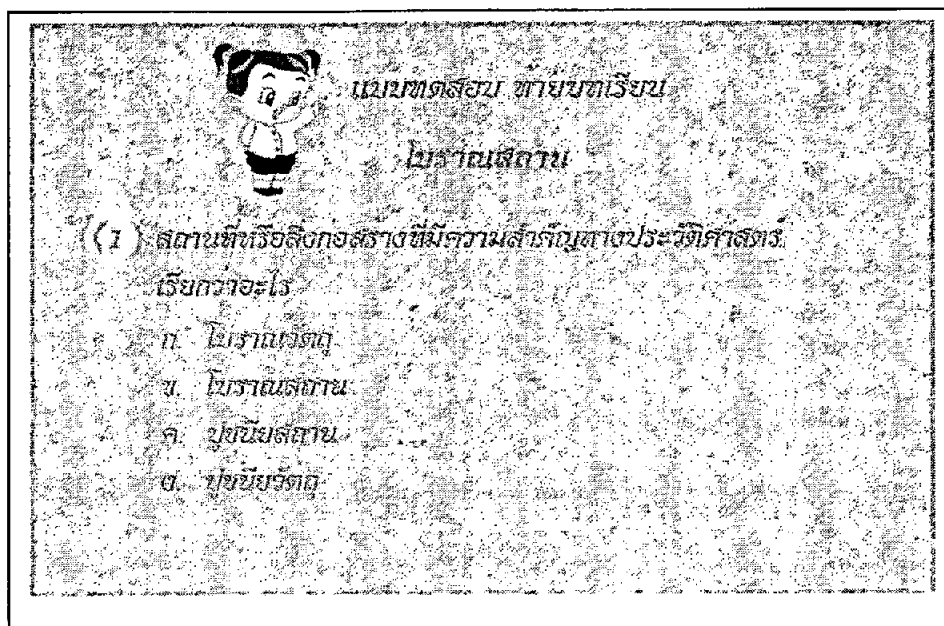 แบบทดสอบ ท้ายบทเรียน
โบราณสถาน
(1) สถานที่หรือสิ่งก่อสร้างที่มีความสำคัญทางประวัติศาสตร์
เรียกว่าอะไร
ก. โบราณวัตถุ
ข. โบราณสถาน
ค. ปูชนียสถาน
ง. ปูชนียวัตถุ